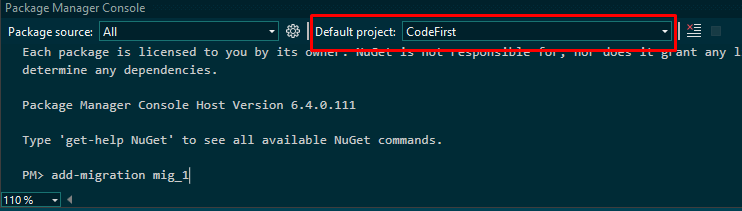 Package Manager Console
Package source: All Default project: CodeFirst
Each package is licensed to you by its owner. NuGet is not responsible for, nor does it grant any l
determine any dependencies.
Package Manager Console Host Version 6.4.0.111
Type 'get-help NuGet' to see all available NuGet commands.
PM> add-migration mig_1
110 %